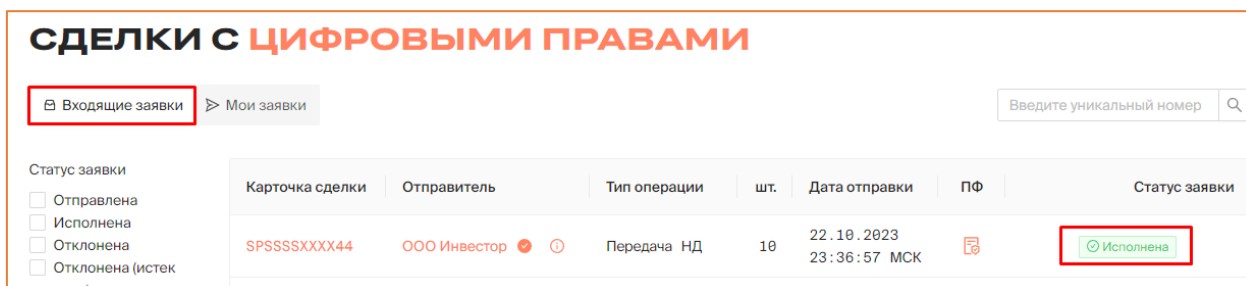 СДЕЛКИ С ЦИФРОВЫМИ ПРАВАМИ
Входящие заявки Мои заявки Введите уникальный номер
Статус заявки
Отправлена
Исполнена
Отклонена
Отклонена (истек
Карточка сделки Отправитель Тип операции шт. Дата отправки ПФ Статус заявки
SPSSSSXXXX44 ООО Инвестор Передача НД 10 22.10.2023 Исполнена
23:36:57 МСК